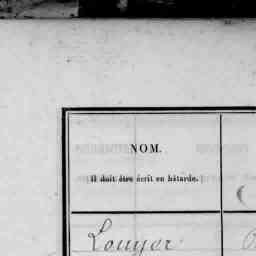 NOM.
Il doit être écrit en bâtarde.
Louyer